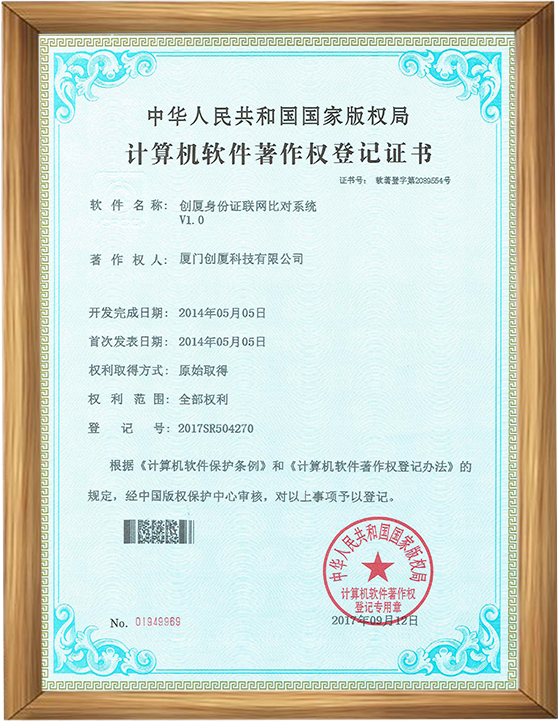 中华人民共和国国家版权局
计算机软件著作权登记证书
证书号： 软著登字第2089554号
软件名称： 创厦身份证联网比对系统
V1.0
著作权人： 厦门创厦科技有限公司
开发完成日期： 2014年05月05日
首次发表日期： 2014年05月05日
权利取得方式： 原始取得
权利范围： 全部权利
登记号： 2017SR504270
根据《计算机软件保护条例》和《计算机软件著作权登记办法》的
规定，经中国版权保护中心审核，对以上事项予以登记。
中华人民共和国国家版权局
计算机软件著作权
登记专用章
No. 01949969
2017年09月12日